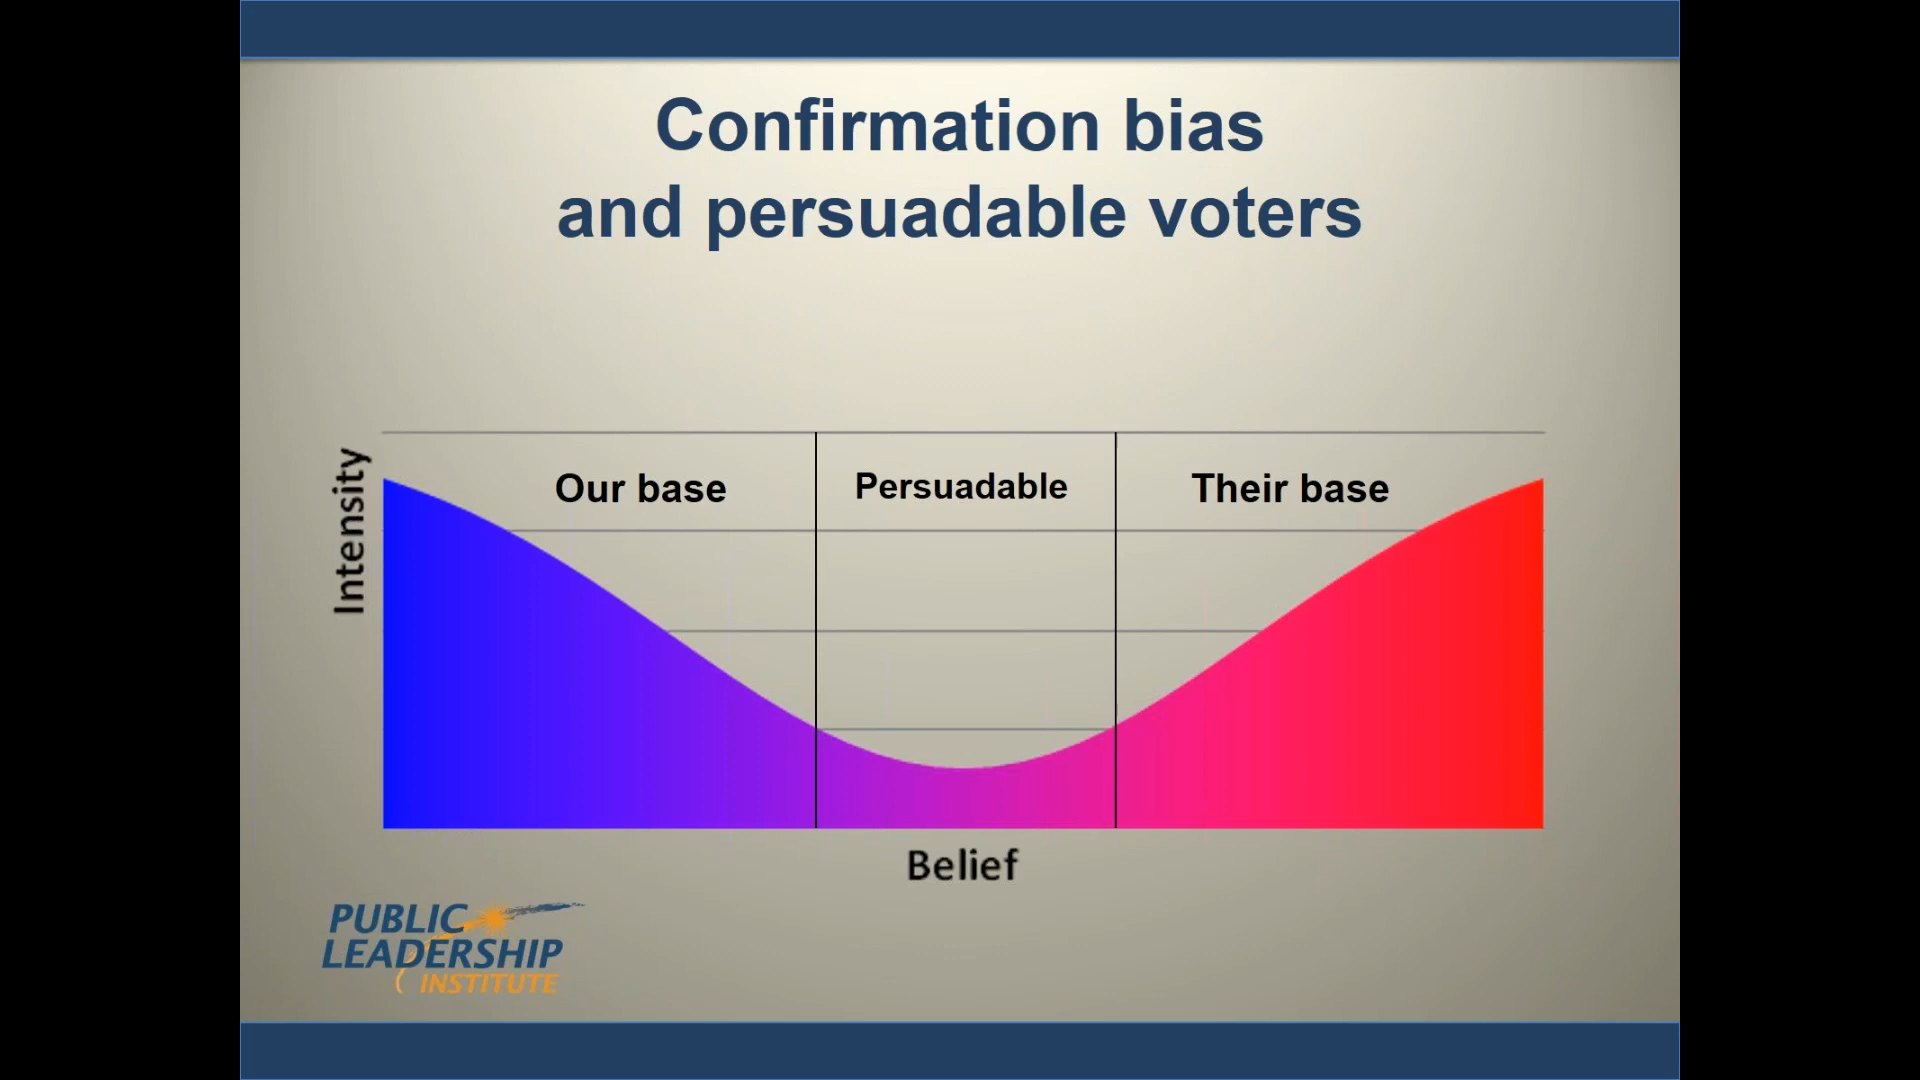 Confirmation bias
and persuadable voters
Intensity
Our base
Persuadable
Their base
Belief
PUBLIC
LEADERSHIP
INSTITUTE